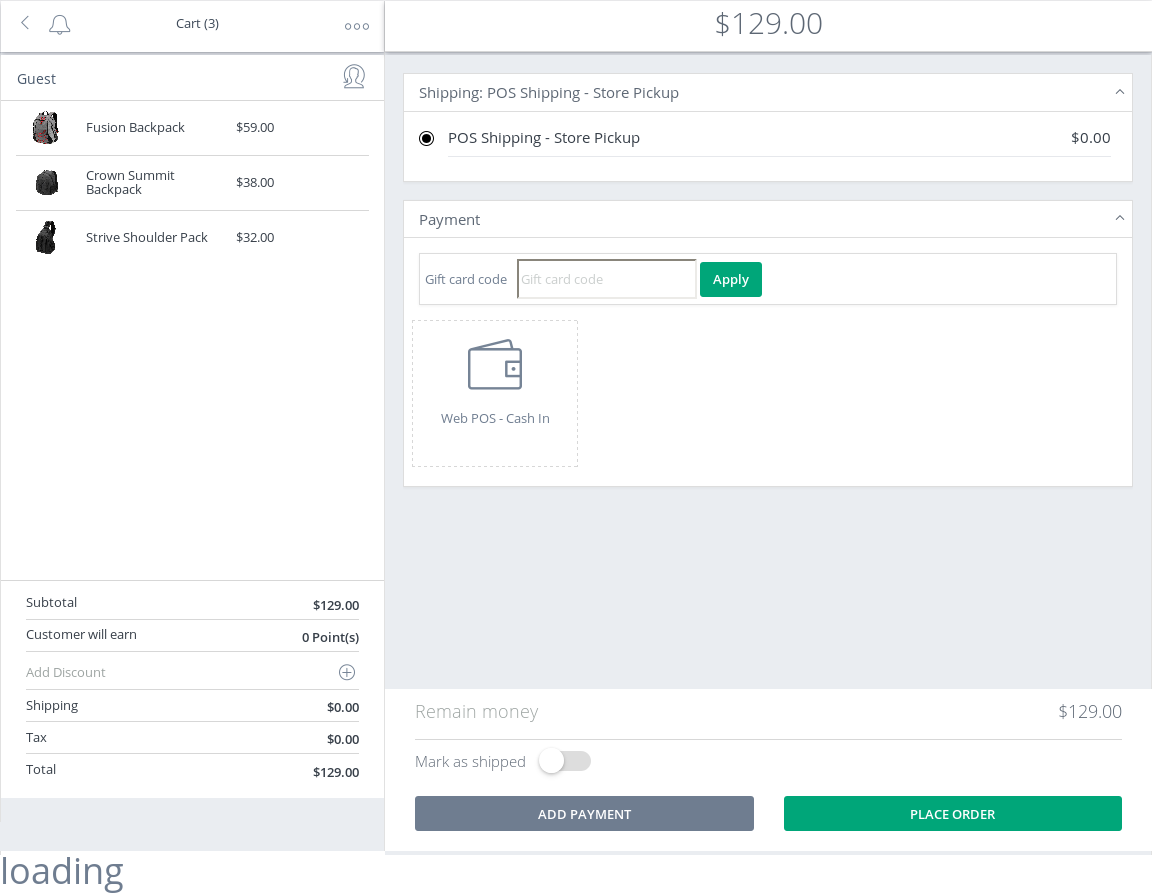 Cart (3)
$129.00
Guest
Fusion Backpack $59.00
Crown Summit
Backpack
$38.00
Strive Shoulder Pack $32.00
Subtotal $129.00
Customer will earn 0 Point(s)
Add Discount
Shipping $0.00
Tax $0.00
Total $129.00
Shipping: POS Shipping - Store Pickup
POS Shipping - Store Pickup $0.00
Payment
Gift card code Gift card code Apply
Web POS - Cash In
Remain money $129.00
Mark as shipped
ADD PAYMENT PLACE ORDER
loading